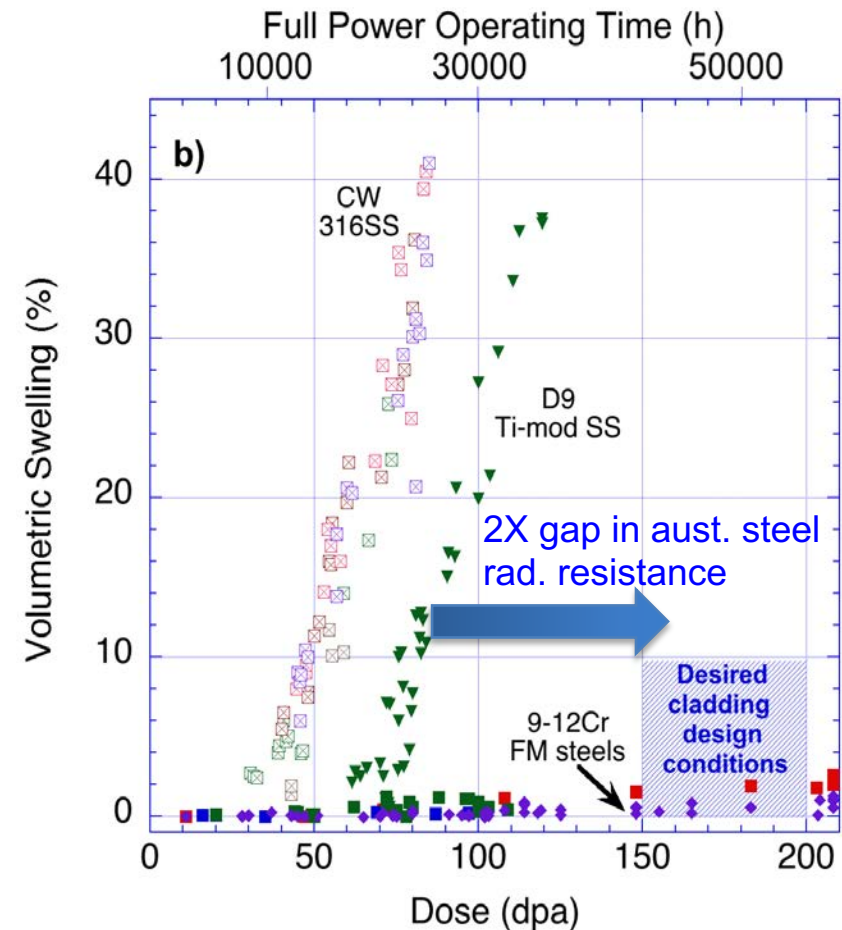 Full Power Operating Time (h)
10000 30000 50000
b)
40
CW
316SS
30
D9
Ti-mod SS
20
2X gap in aust. steel
rad. resistance
10
Desired
cladding
design
conditions
9-12Cr
FM steels
0
0 50 100 150 200
Dose (dpa)
Volumetric Swelling (%)